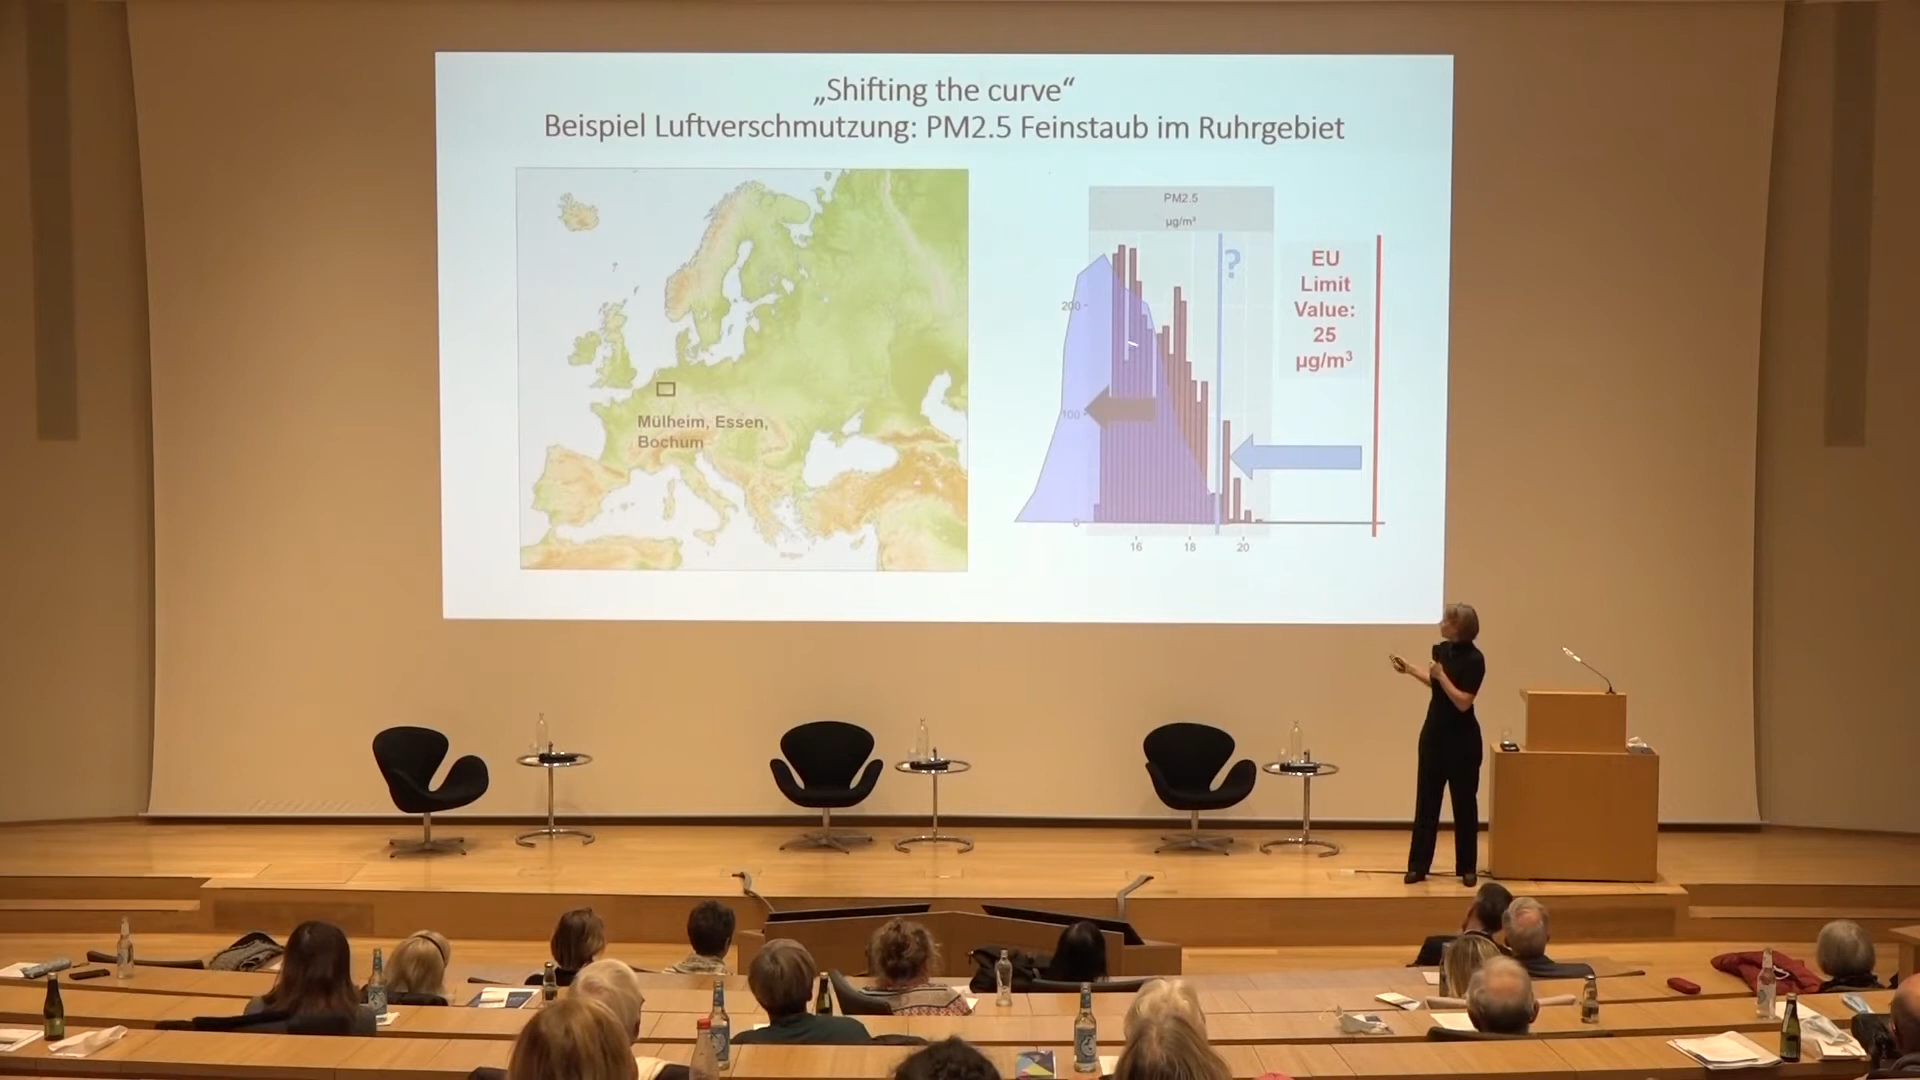 „Shifting the curve“
Beispiel Luftverschmutzung: PM2.5 Feinstaub im Ruhrgebiet
Mülheim, Essen,
Bochum
PM2.5
µg/m³
?
200
100
0
16 18 20
EU
Limit
Value:
25
µg/m³